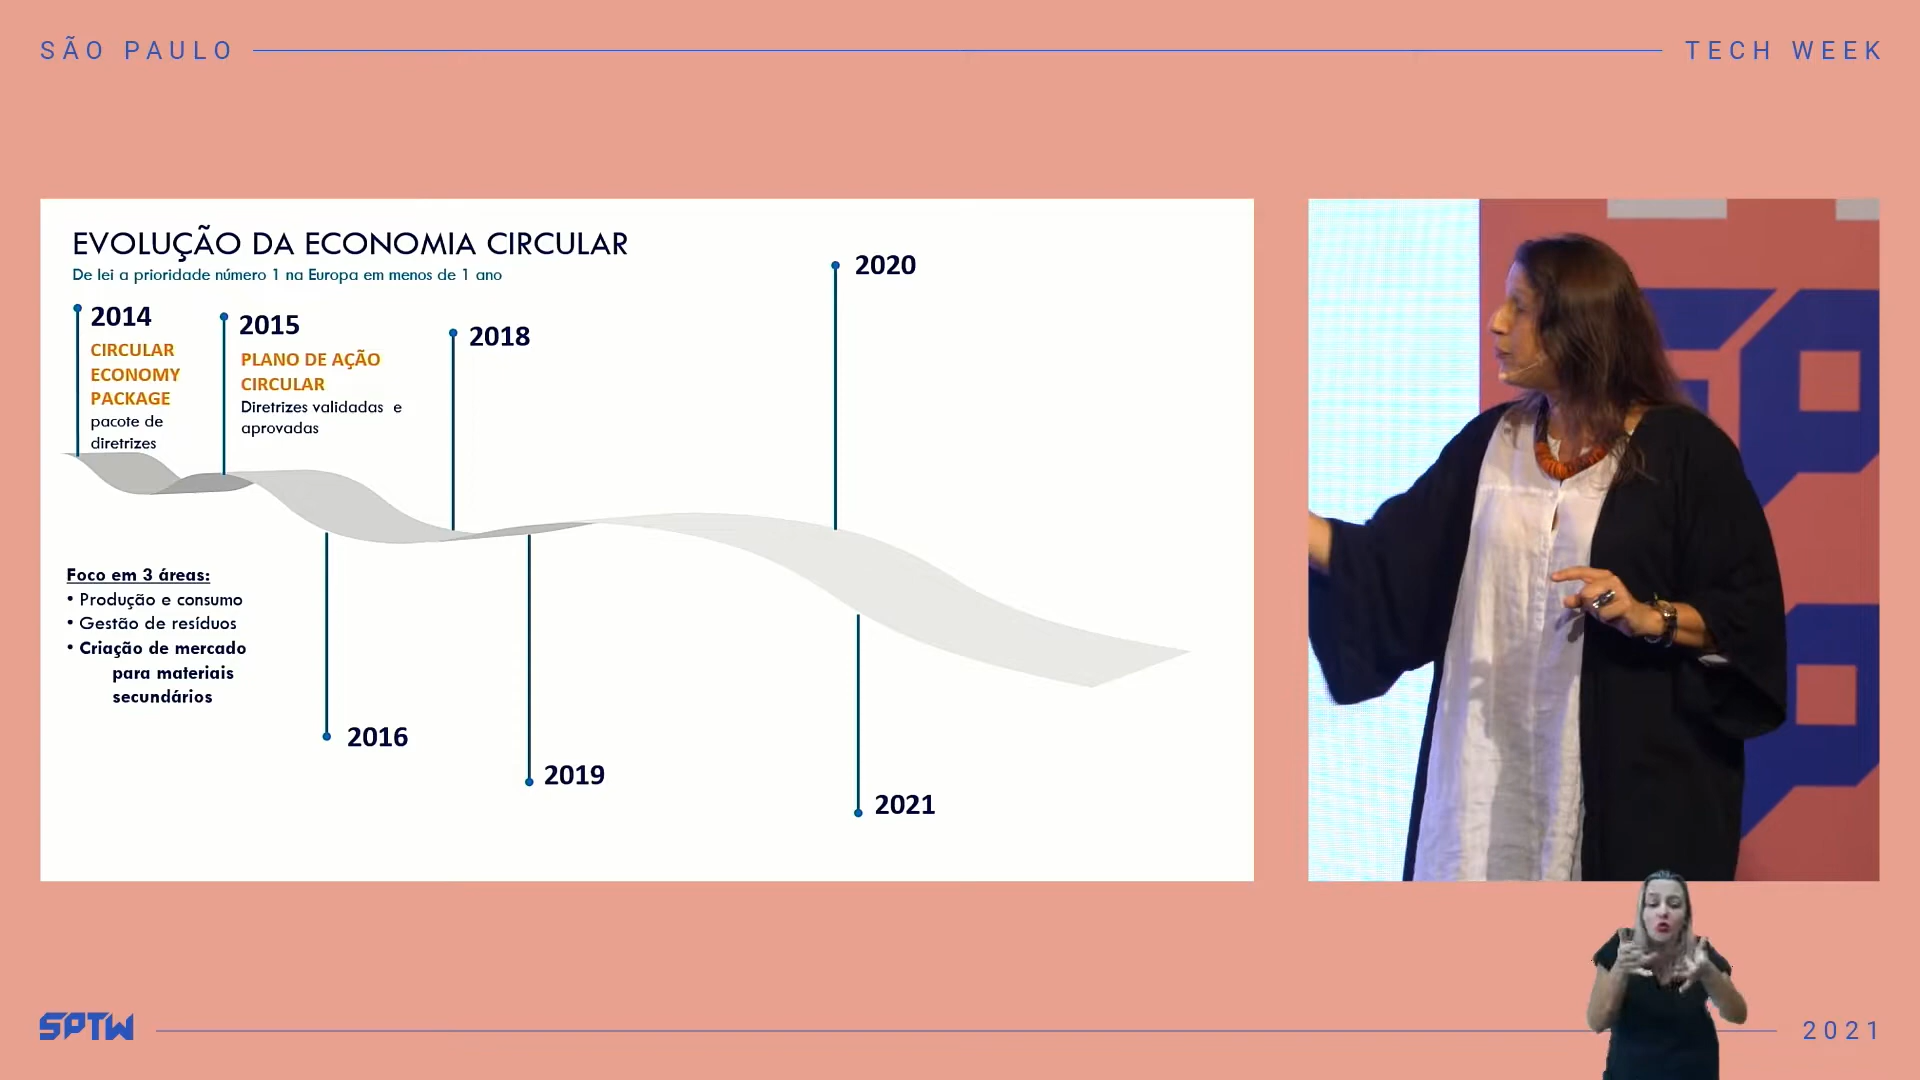 SÃO PAULO
TECH WEEK
EVOLUÇÃO DA ECONOMIA CIRCULAR
De lei a prioridade número 1 na Europa em menos de 1 ano
2014
CIRCULAR
ECONOMY
PACKAGE
pacote de
diretrizes
2015
PLANO DE AÇÃO
CIRCULAR
Diretrizes validadas e
aprovadas
2018
2020
Foco em 3 áreas:
• Produção e consumo
• Gestão de resíduos
• Criação de mercado
para materiais
secundários
2016
2019
2021
SPTW
2021